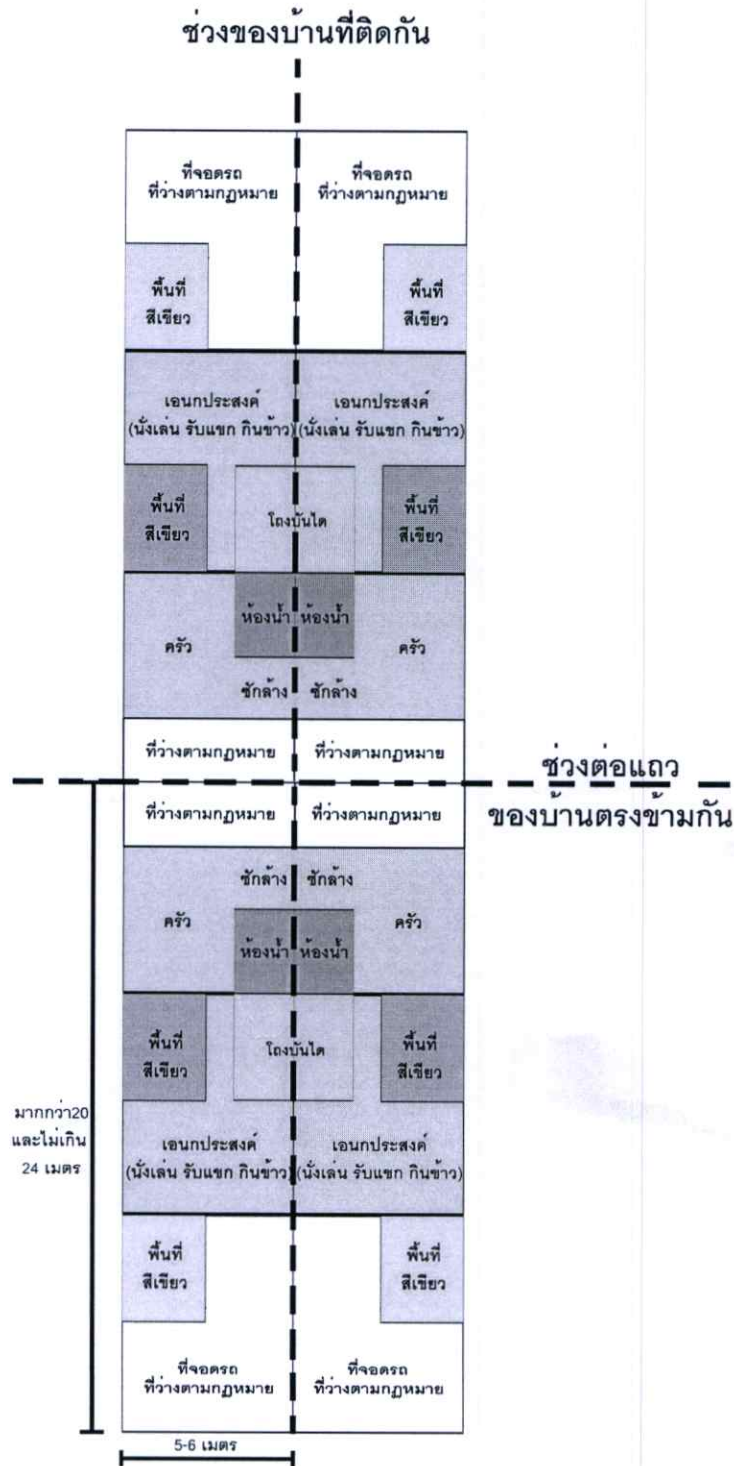 ช่วงของบ้านที่ติดกัน
ที่จอดรถ ที่จอดรถ
ที่ว่างตามกฎหมาย ที่ว่างตามกฎหมาย
พื้นที่ พื้นที่
สีเขียว สีเขียว
เอนกประสงค์ เอนกประสงค์
(นั่งเล่น รับแขก กินข้าว) (นั่งเล่น รับแขก กินข้าว)
พื้นที่ พื้นที่
สีเขียว โถงบันได สีเขียว
ห้องน้ำ ห้องน้ำ
ครัว ครัว
ซักล้าง ซักล้าง
ที่ว่างตามกฎหมาย ที่ว่างตามกฎหมาย
ช่วงต่อแถว
ของบ้านตรงข้ามกัน
ที่ว่างตามกฎหมาย ที่ว่างตามกฎหมาย
ซักล้าง ซักล้าง
ครัว ครัว
ห้องน้ำ ห้องน้ำ
พื้นที่ โถงบันได พื้นที่
สีเขียว สีเขียว
มากกว่า20
และไม่เกิน
24 เมตร
เอนกประสงค์ เอนกประสงค์
(นั่งเล่น รับแขก กินข้าว) (นั่งเล่น รับแขก กินข้าว)
พื้นที่ พื้นที่
สีเขียว สีเขียว
ที่จอดรถ ที่จอดรถ
ที่ว่างตามกฎหมาย ที่ว่างตามกฎหมาย
5-6 เมตร